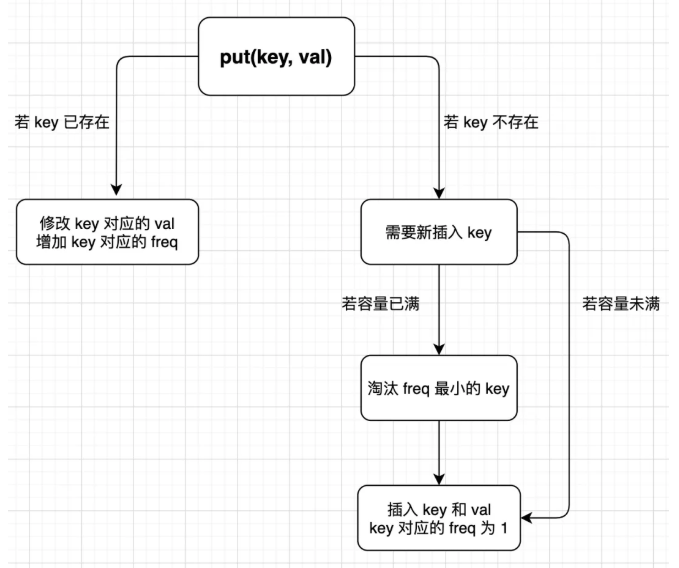 put(key, val)
若 key 已存在
若 key 不存在
修改 key 对应的 val
增加 key 对应的 freq
需要新插入 key
若容量已满
若容量未满
淘汰 freq 最小的 key
插入 key 和 val
key 对应的 freq 为 1